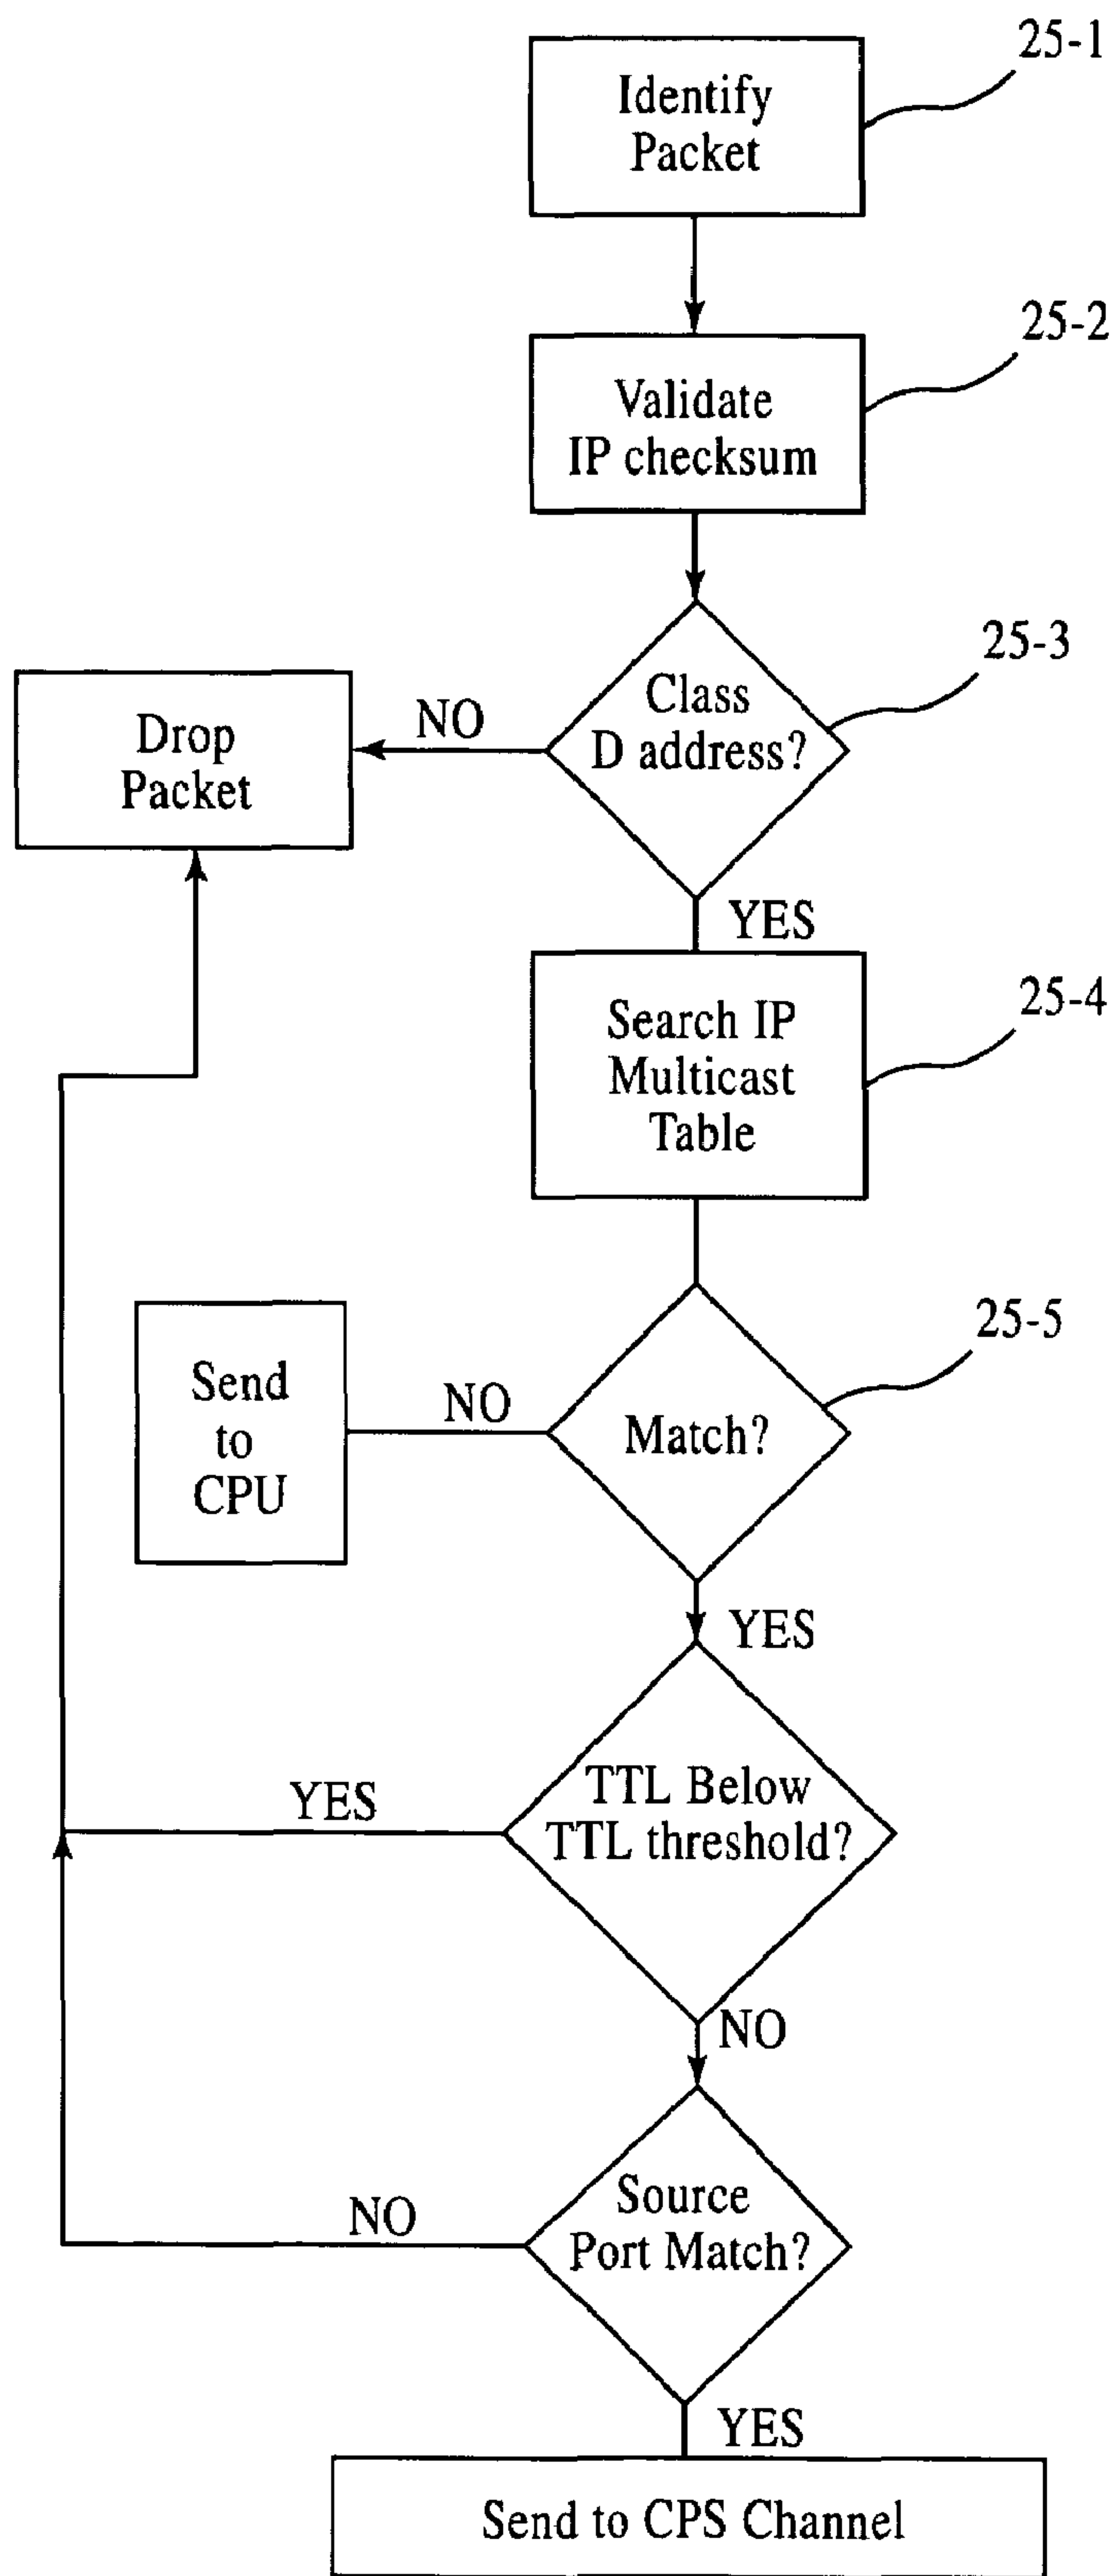 25-1
Identify
Packet
25-2
Validate
IP checksum
25-3
Class
D address?
NO
Drop
Packet
YES
25-4
Search IP
Multicast
Table
25-5
Match?
NO
Send
to
CPU
YES
TTL Below
TTL threshold?
YES
NO
Source
Port Match?
NO
YES
Send to CPS Channel